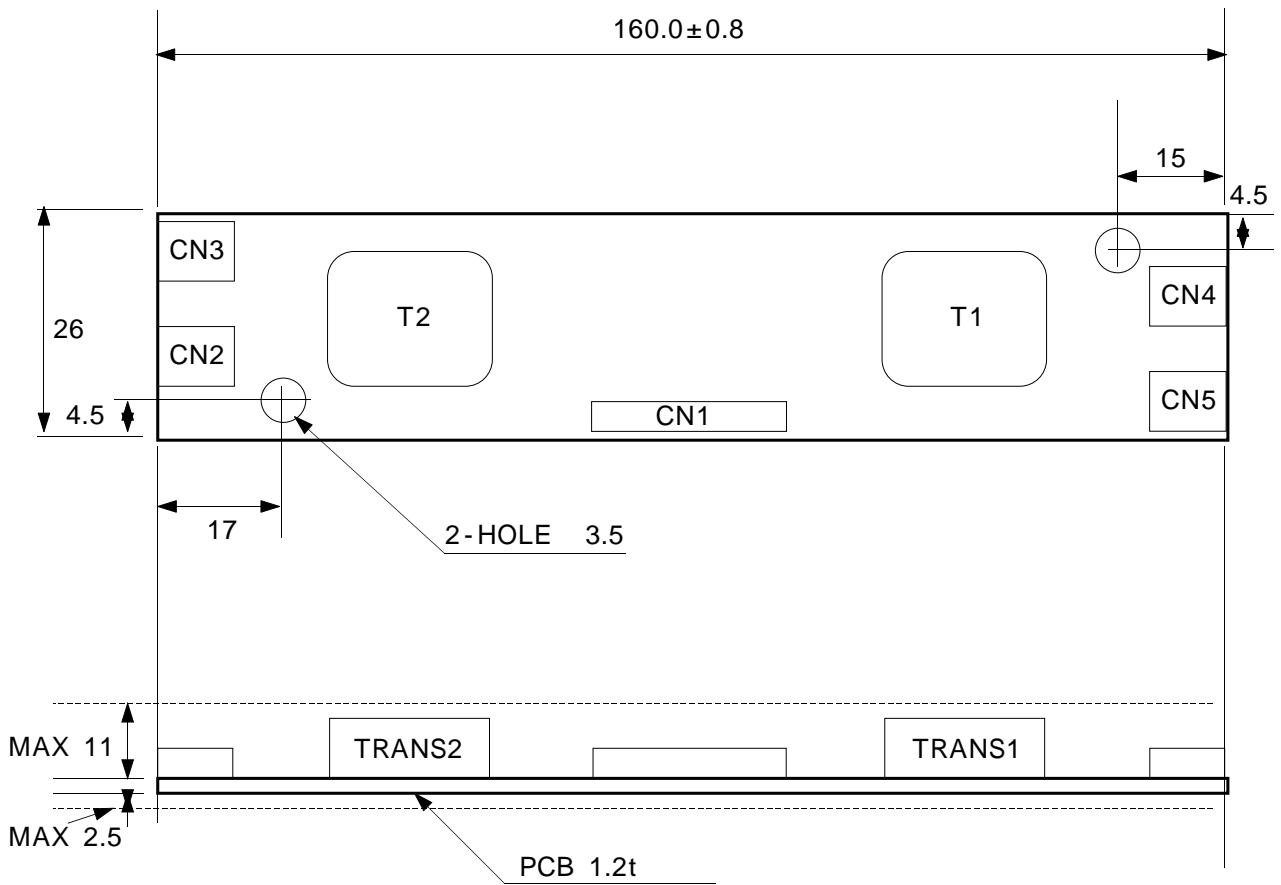 160.0±0.8
15
4.5
CN3
CN4
T2
T1
26
CN2
CN5
4.5
CN1
17
2-HOLE 3.5
MAX 11
TRANS2
TRANS1
MAX 2.5
PCB 1.2t